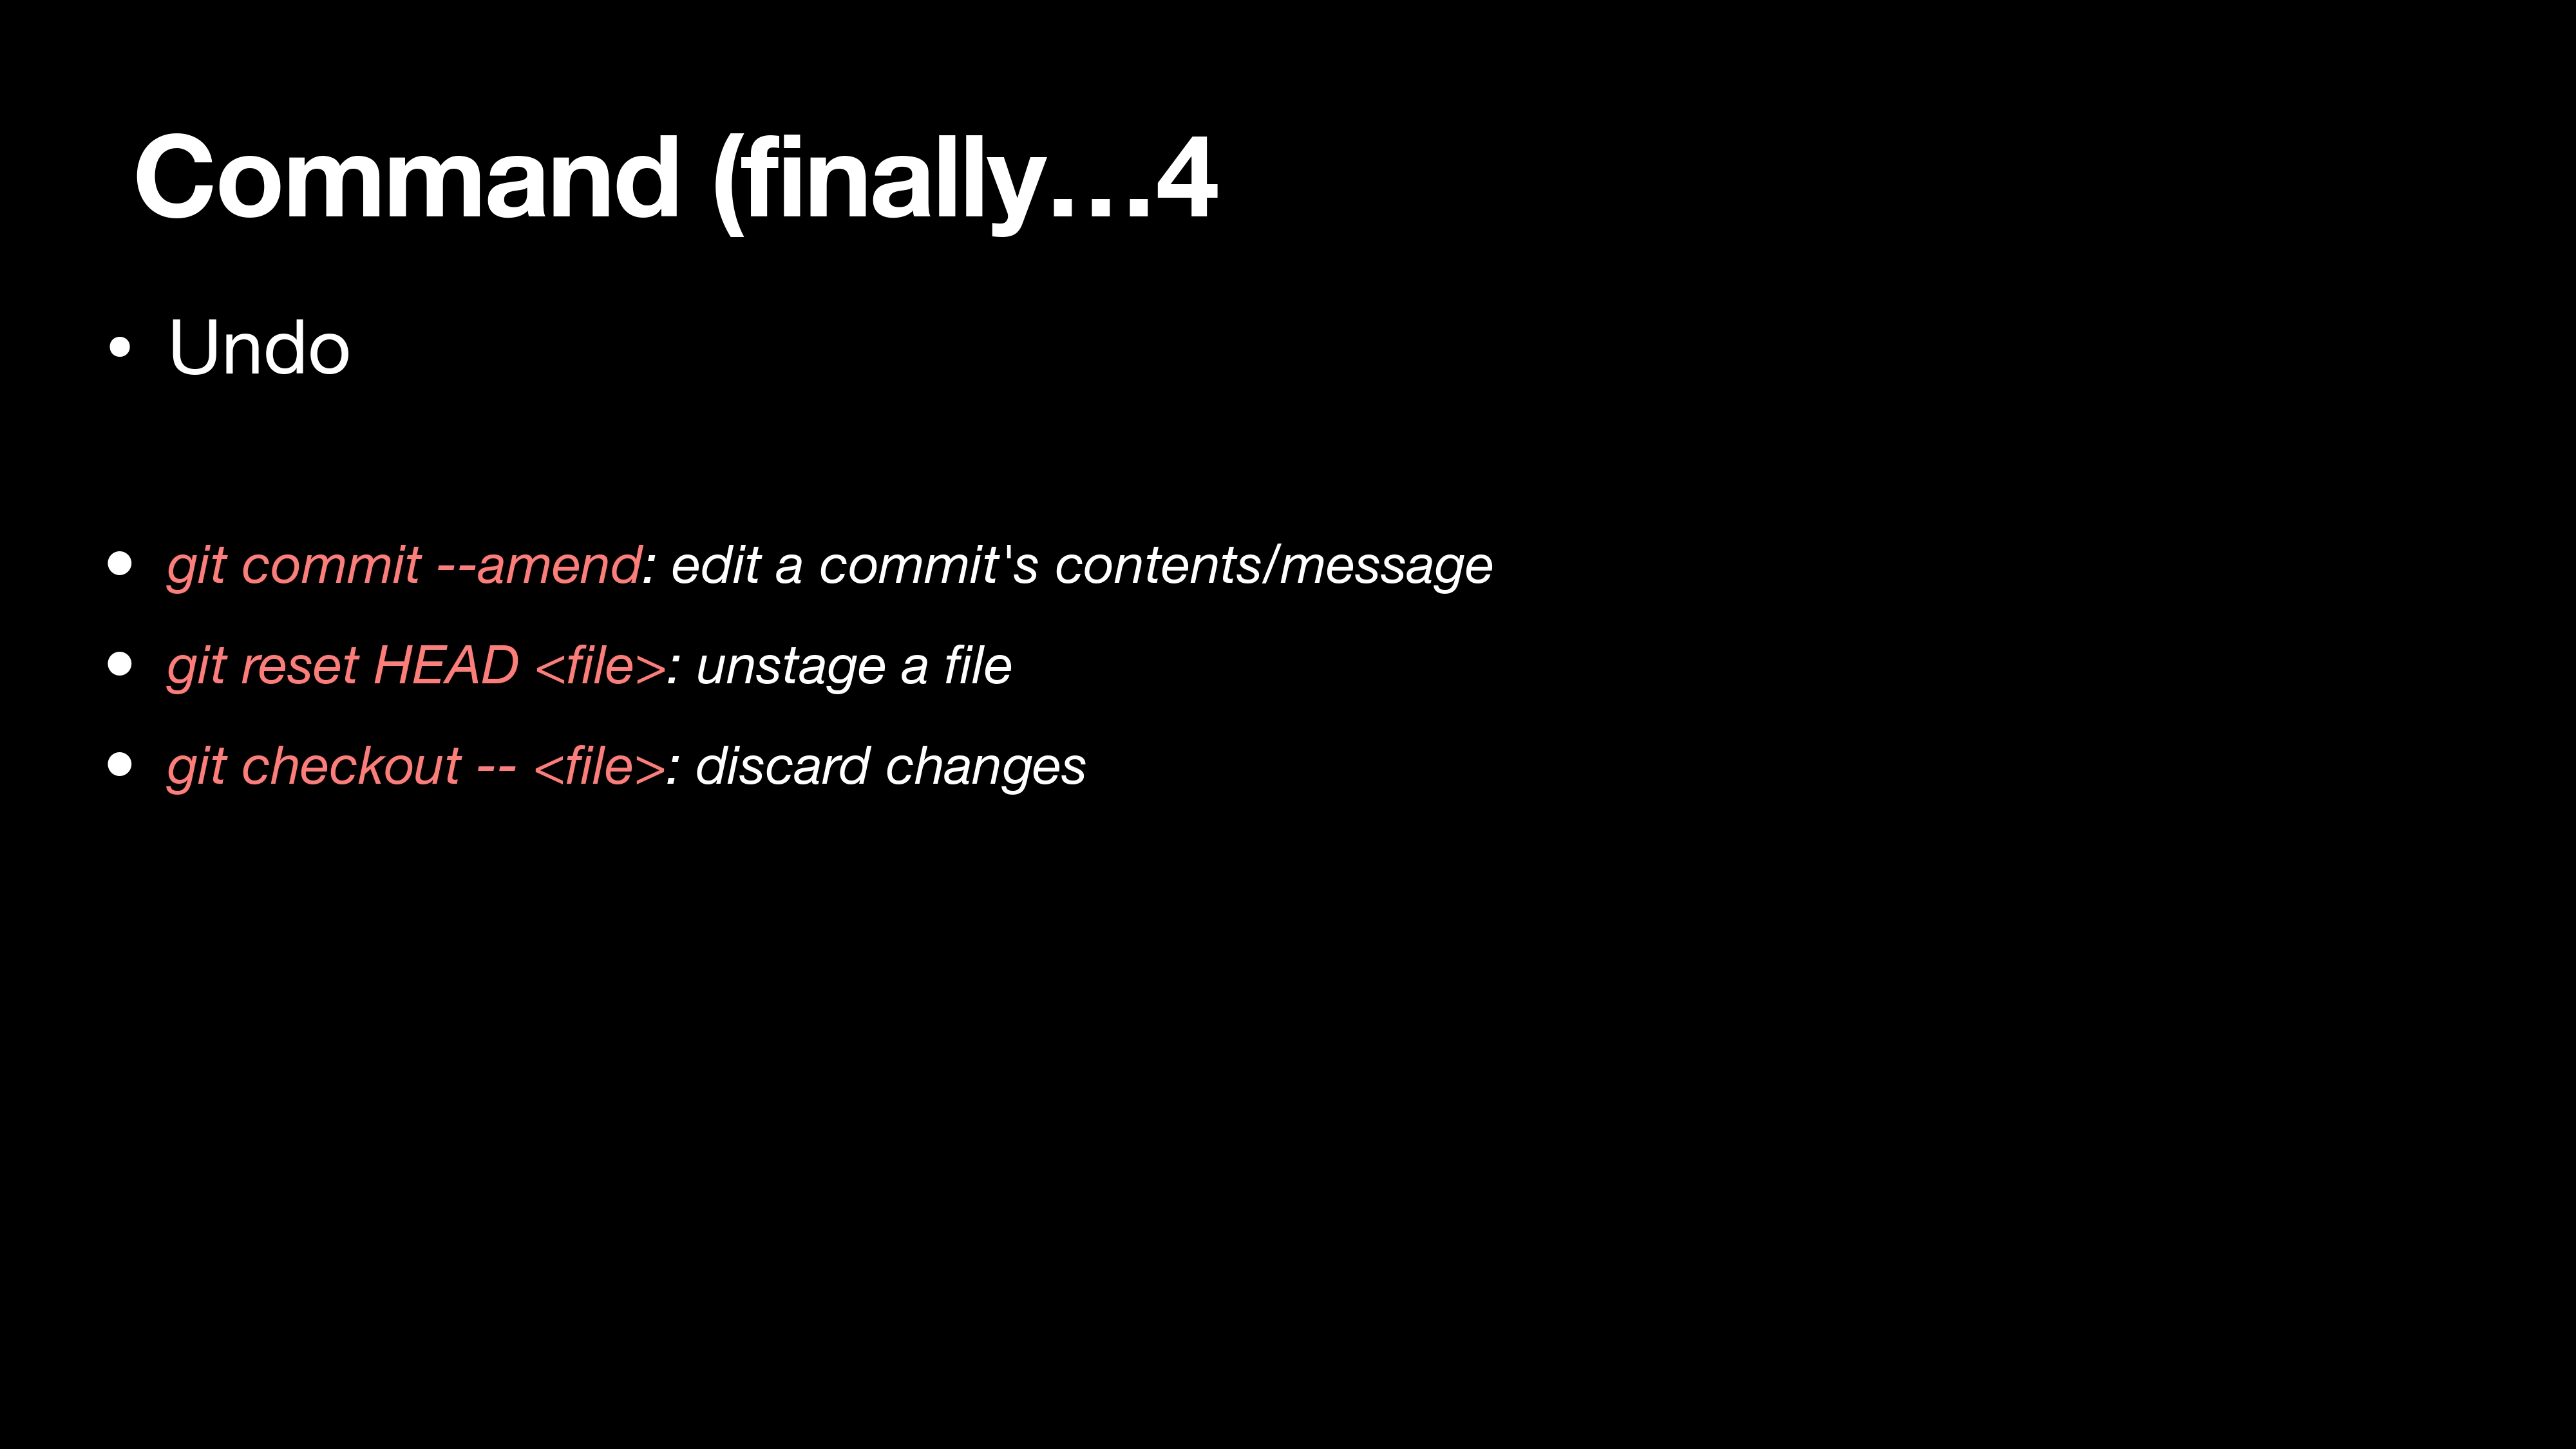 Command (finally…4
• Undo
• git commit --amend: edit a commit's contents/message
• git reset HEAD <file>: unstage a file
• git checkout -- <file>: discard changes